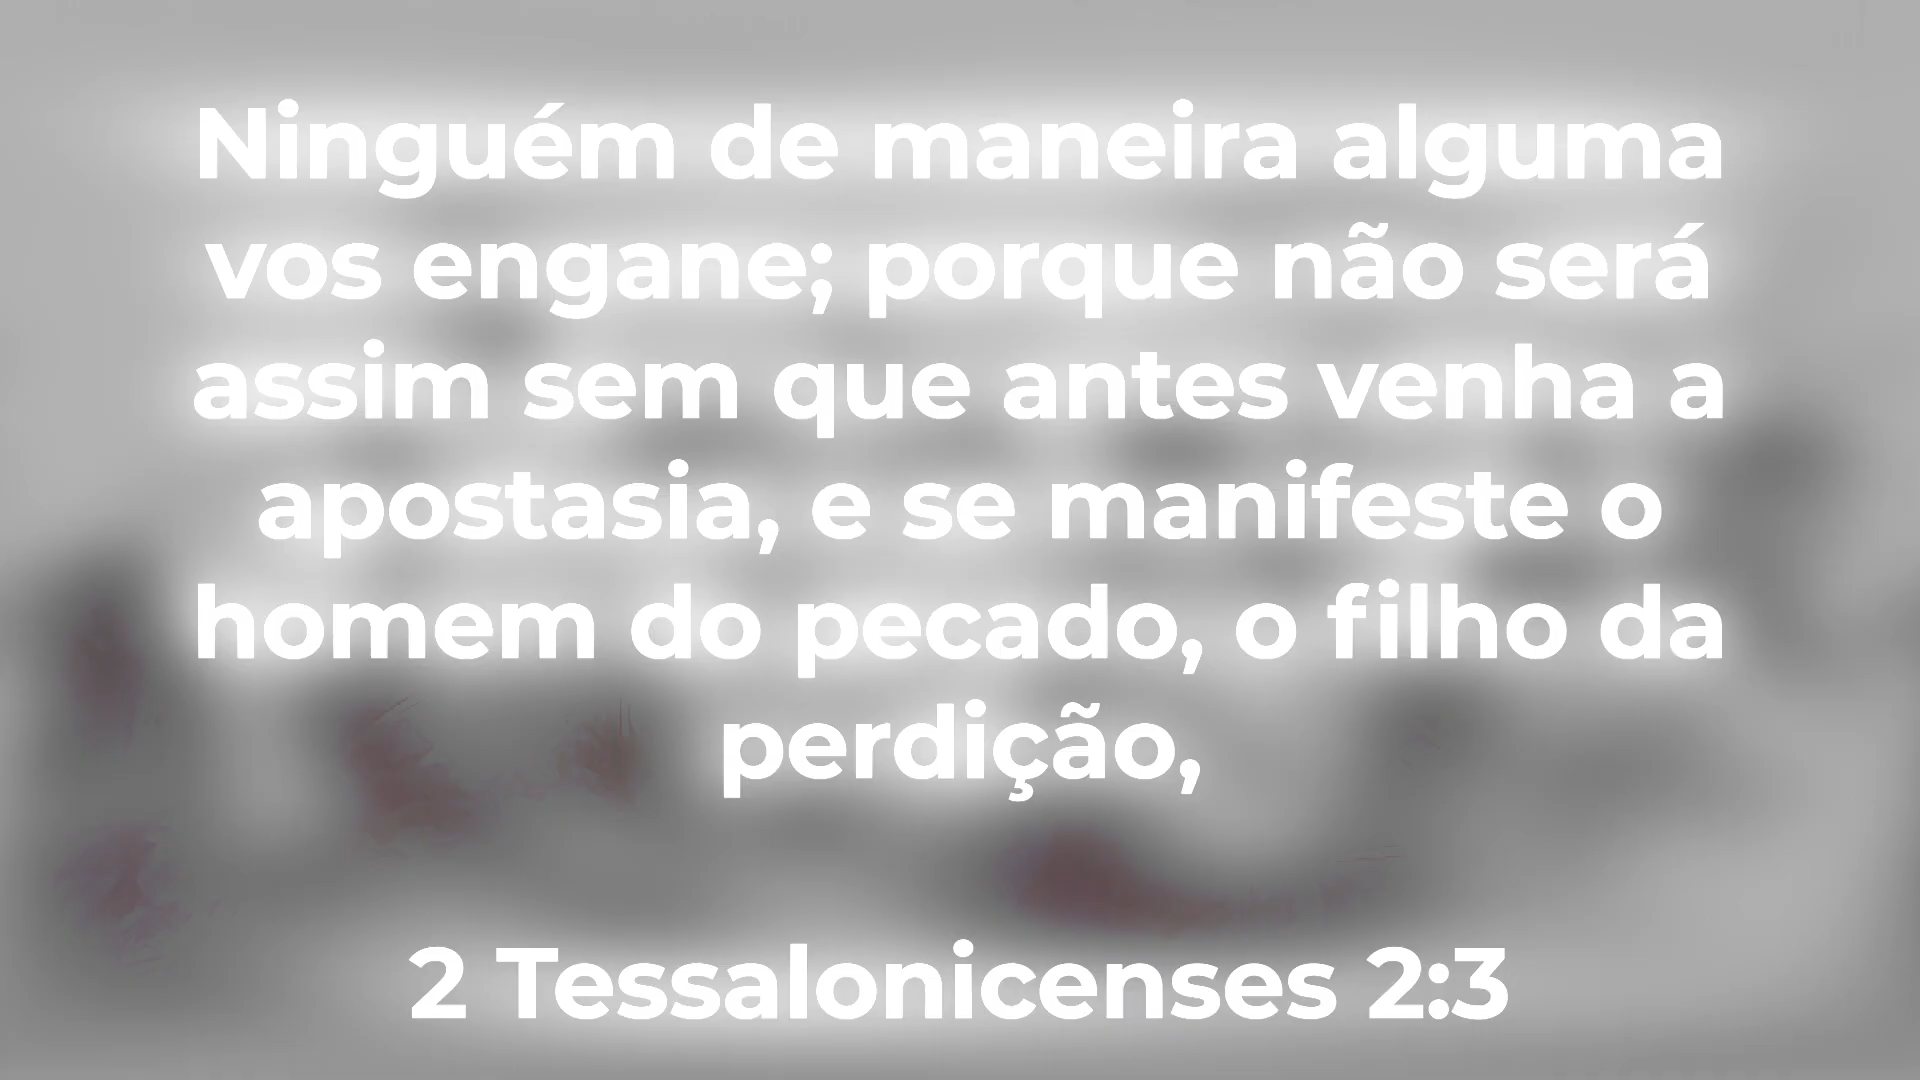 Ninguém de maneira alguma
vos engane; porque não será
assim sem que antes venha a
apostasia, e se manifeste o
homem do pecado, o filho da
perdição,
2 Tessalonicenses 2:3